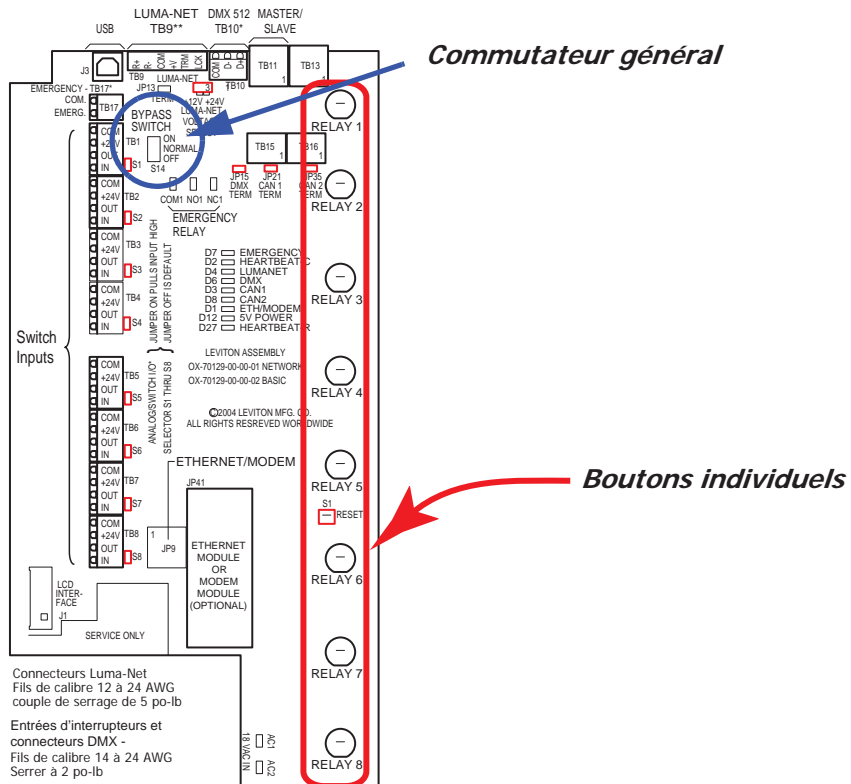 LUMA-NET
TB9**
DMX 512
TB10*
MASTER/
SLAVE
USB
Commutateur général
J3
R+
R-
COM
+V
TRM
LCK
COM
D-
D+
TB11
1
TB13
1
TB9
TB10
1
LUMA-NET
JP13
TERM
3
+12V +24V
LUMA-NET
EMERGENCY - TB17*
COM.
EMERG.
TB17
BYPASS
SWITCH
ON
NORMAL
OFF
S14
RELAY 1
TB15
1
TB16
1
JP15
DMX
TERM
JP21
CAN 1
TERM
JP35
CAN 2
TERM
COM
+24V
OUT
IN
TB1
S1
COM
+24V
OUT
IN
TB2
S2
COM1 NO1 NC1
EMERGENCY
RELAY
RELAY 2
COM
+24V
OUT
IN
TB3
S3
COM
+24V
OUT
IN
TB4
S4
JUMPER ON PULLS INPUT HIGH
JUMPER OFF IS DEFAULT
D7 EMERGENCY
D2 HEARTBEAT C
D4 LUMANET
D6 DMX
D3 CAN1
D8 CAN2
D1 ETH/MODEM
D12 5V POWER
D27 HEARTBEAT R
RELAY 3
Switch
Inputs
LEVITON ASSEMBLY
OX-70129-00-00-01 NETWORK
OX-70129-00-00-02 BASIC
©2004 LEVITON MFG. CO.
ALL RIGHTS RESREVED WORLDWIDE
RELAY 4
COM
+24V
OUT
IN
TB5
S5
COM
+24V
OUT
IN
TB6
S6
COM
+24V
OUT
IN
TB7
S7
COM
+24V
OUT
IN
TB8
S8
ANALOG/SWITCH I/O*
SELECTOR S1 THRU S8
ETHERNET/MODEM
JP41
1
JP9
ETHERNET
MODULE
OR
MODEM
MODULE
(OPTIONAL)
RELAY 5
S1
RESET
Boutons individuels
RELAY 6
LCD
INTER-
FACE
J1
SERVICE ONLY
RELAY 7
Connecteurs Luma-Net
Fils de calibre 12 à 24 AWG
couple de serrage de 5 po-lb
Entrées d'interrupteurs et
connecteurs DMX -
Fils de calibre 14 à 24 AWG
Serrer à 2 po-lb
18 VAC IN
AC1
AC2
RELAY 8